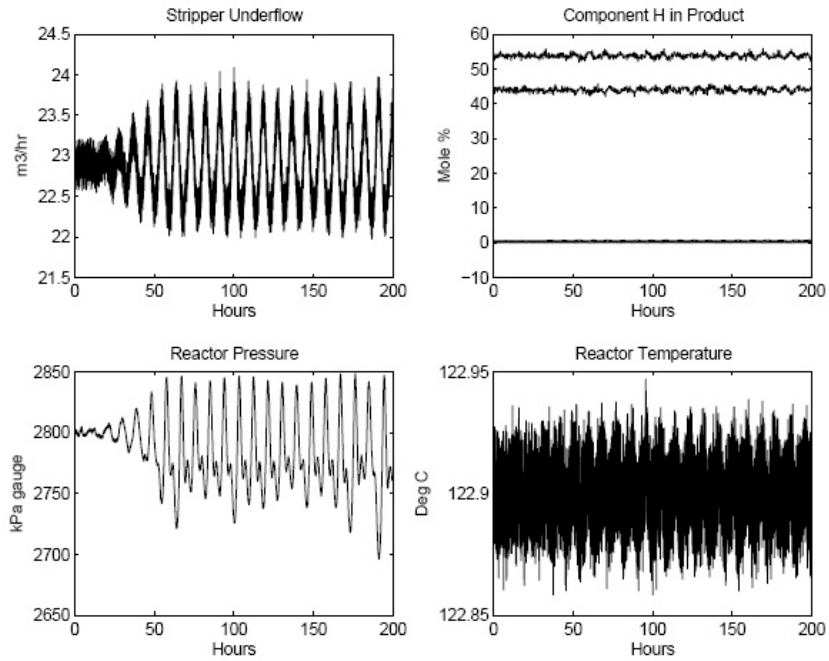 Stripper Underflow
24.5
24
23.5
23
22.5
22
21.5
m3/hr
0 50 100 150 200
Hours
Component H in Product
60
50
40
30
20
10
0
−10
Mole %
0 50 100 150 200
Hours
Reactor Pressure
2850
2800
2750
2700
2650
kPa gauge
0 50 100 150 200
Hours
Reactor Temperature
122.95
122.9
122.85
Deg C
0 50 100 150 200
Hours